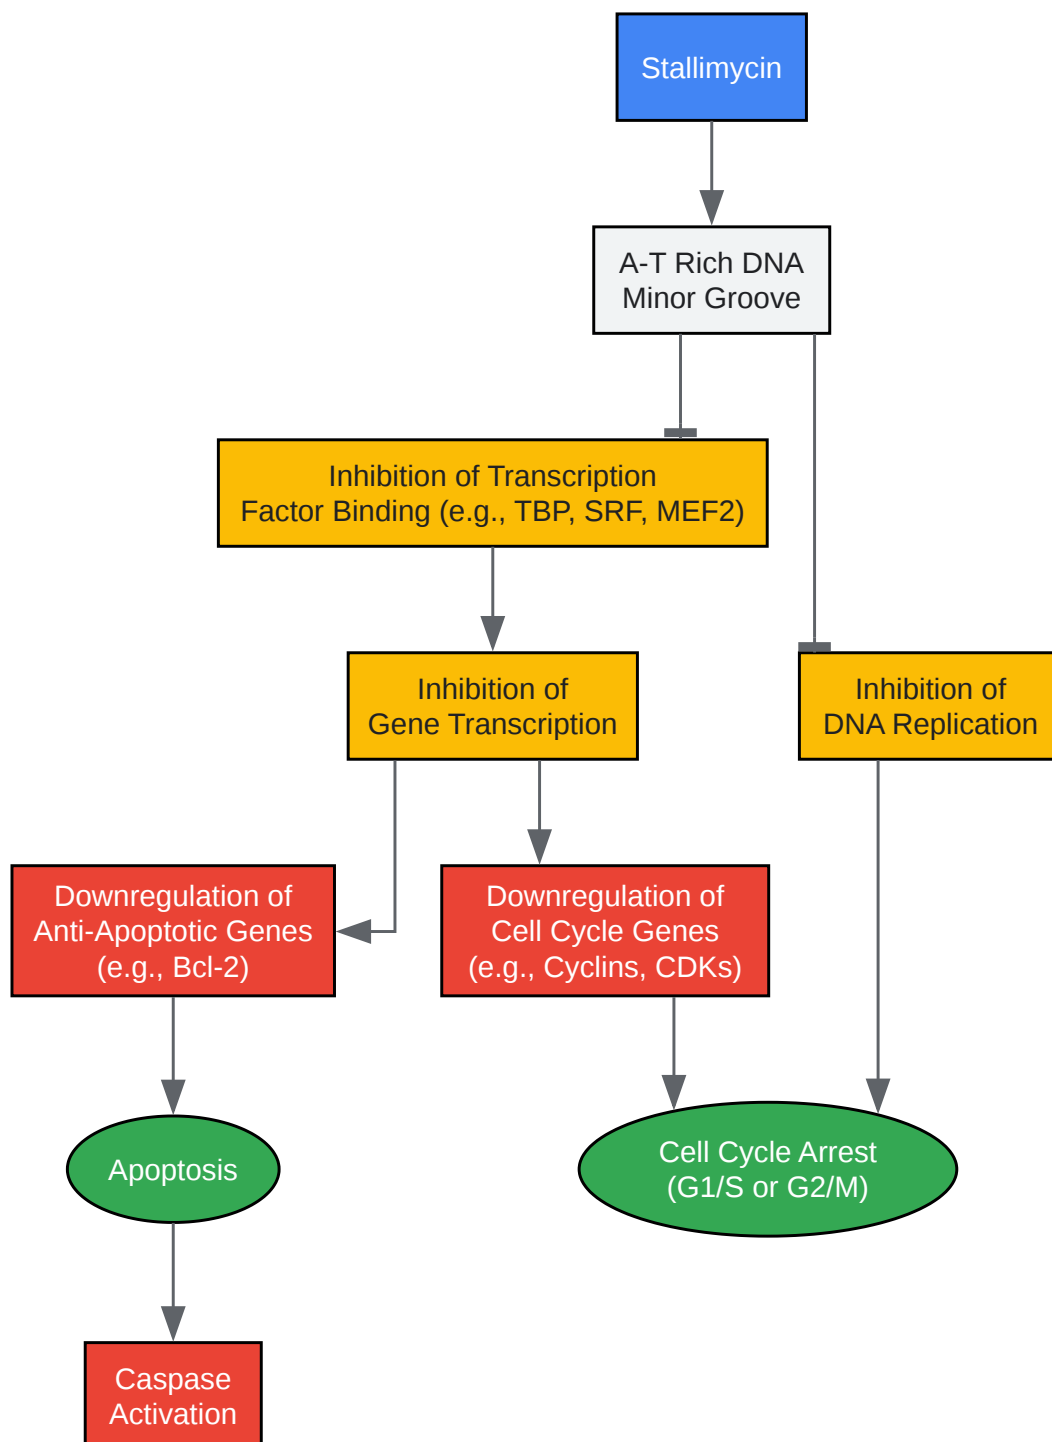 Stallimycin
A-T Rich DNA
Minor Groove
Inhibition of Transcription
Factor Binding (e.g., TBP, SRF, MEF2)
Inhibition of
Gene Transcription
Inhibition of
DNA Replication
Downregulation of
Anti-Apoptotic Genes
(e.g., Bcl-2)
Downregulation of
Cell Cycle Genes
(e.g., Cyclins, CDKs)
Apoptosis
Cell Cycle Arrest
(G1/S or G2/M)
Caspase
Activation